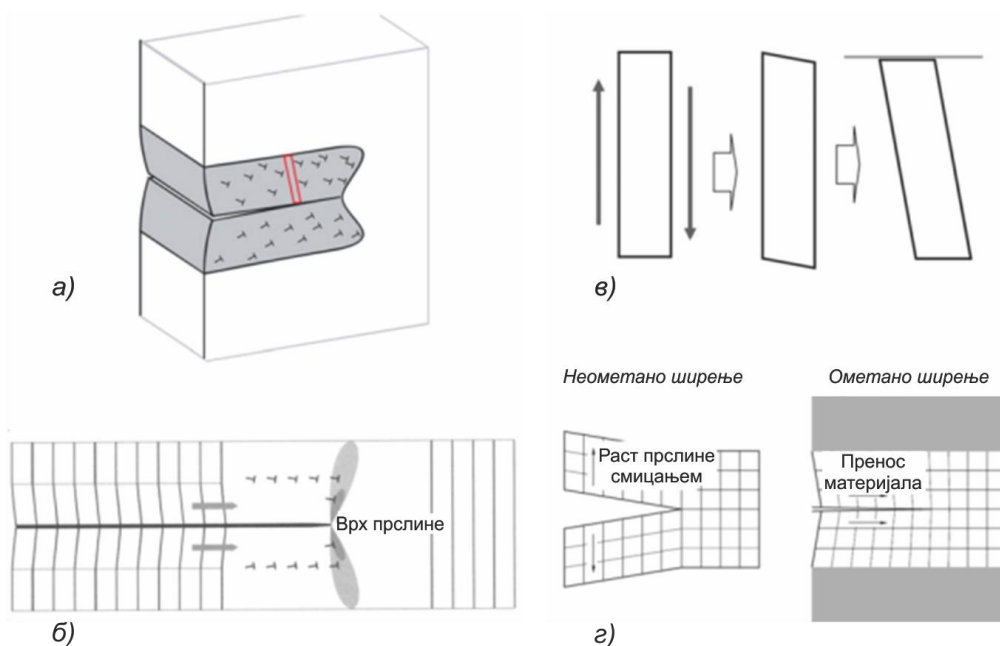 а)
в)
Неометано ширење
Ометано ширење
Раст прслине
смицањем
Пренос
материјала
Врх прслине
б)
г)